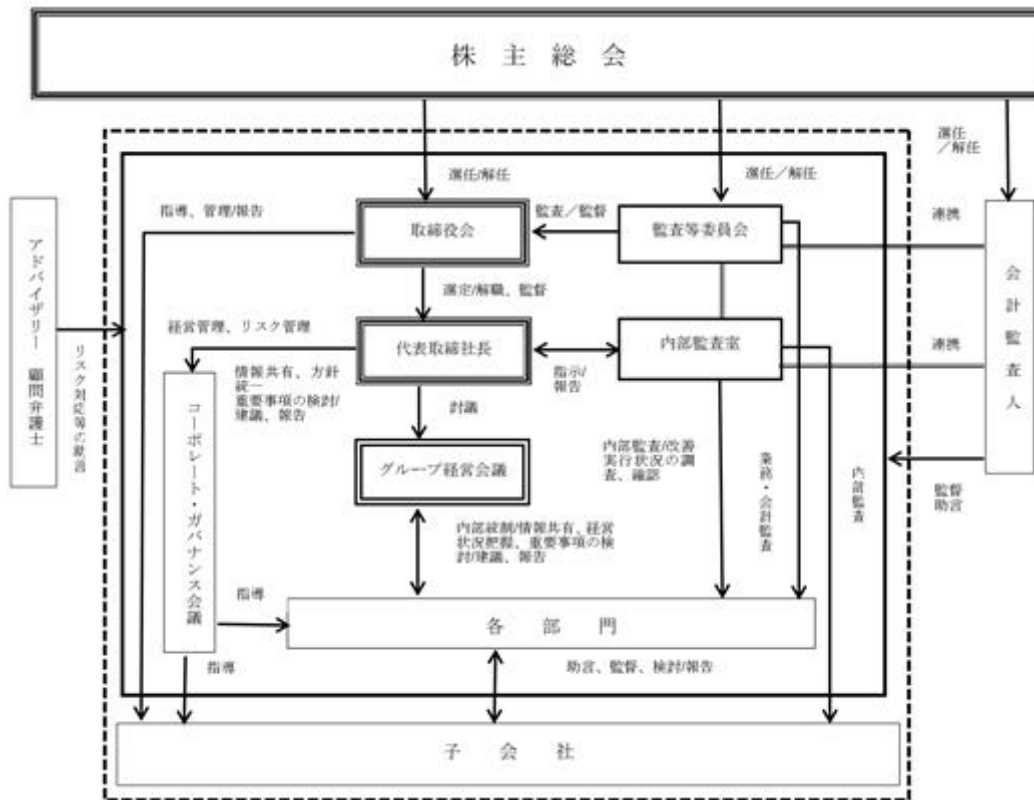 株主総会
選任
／解任
選任/解任
選任／解任
指導、管理/報告
取締役会
監査／監督
監査等委員会
連携
アドバイザリー 顧問弁護士
会計監査人
選定/解職、監督
経営管理、リスク管理
代表取締社長
内部監査室
連携
指示/
報告
情報共有、方針
統一
重要事項の検討/
建議、報告
討議
リスク対応等の助言
コーポレート・ガバナンス会議
グループ経営会議
内部監査/改善
実行状況の調
査、確認
業務・会計監査
内部監査
監督
助言
内部統制/情報共有、経営
状況把握、重要事項の検
討/建議、報告
指導
各部門
指導
助言、監督、検討/報告
子会社